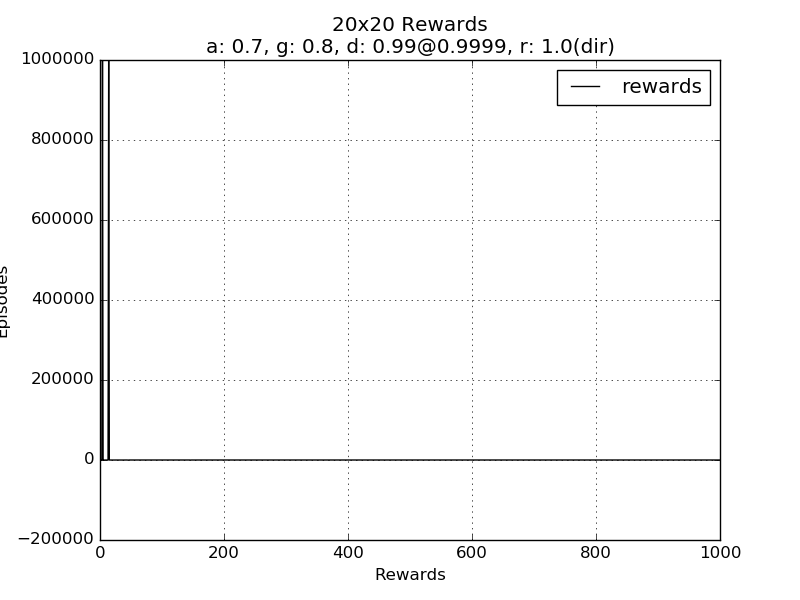 20x20 Rewards
a: 0.7, g: 0.8, d: 0.99@0.9999, r: 1.0(dir)
rewards
1000000
800000
600000
400000
200000
0
−200000
Episodes
0 200 400 600 800 1000
Rewards